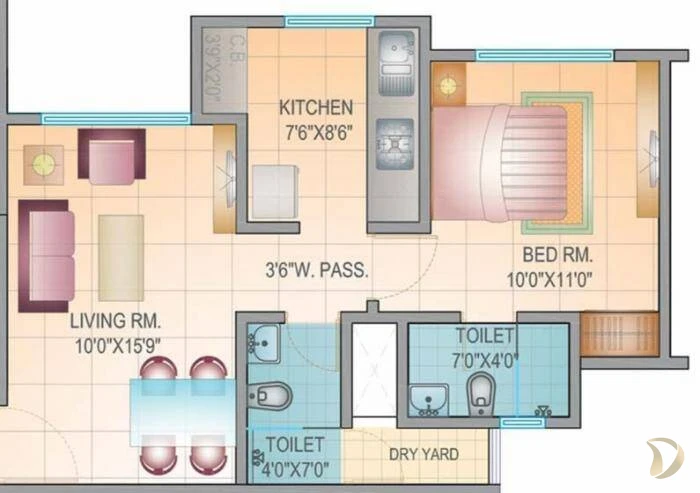 C.B.
3'9"X2'0"
KITCHEN
7'6"X8'6"
BED RM.
10'0"X11'0"
3'6"W. PASS.
LIVING RM.
10'0"X15'9"
TOILET
7'0"X4'0"
TOILET
4'0"X7'0"
DRY YARD